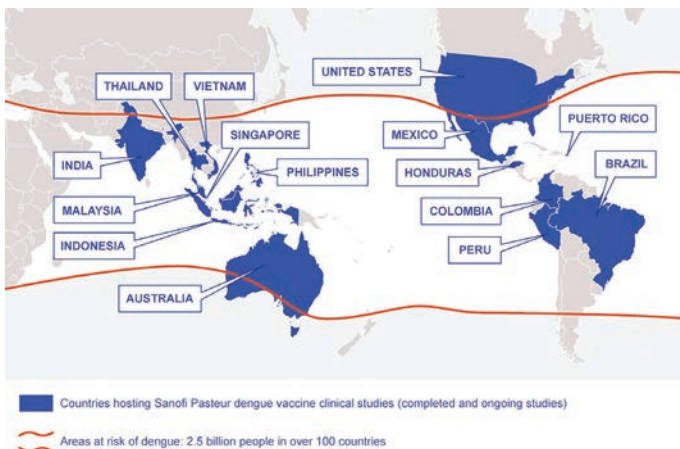 UNITED STATES
THAILAND
VIETNAM
PUERTO RICO
SINGAPORE
MEXICO
INDIA
PHILIPPINES
HONDURAS
BRAZIL
MALAYSIA
COLOMBIA
INDONESIA
PERU
AUSTRALIA
Countries hosting Sanofi Pasteur dengue vaccine clinical studies (completed and ongoing studies)
Areas at risk of dengue: 2.5 billion people in over 100 countries